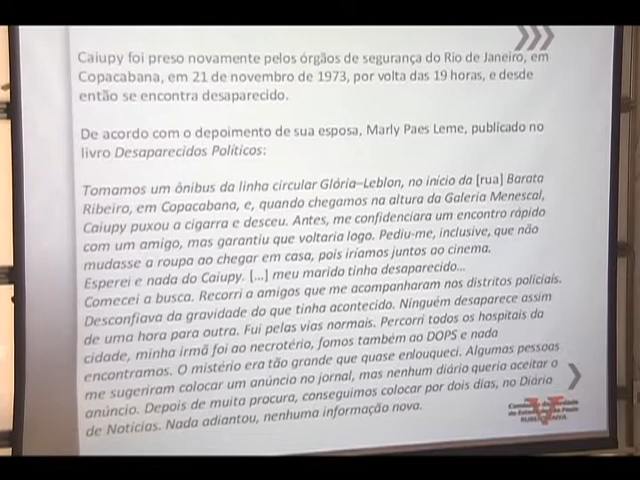 Caiupy foi preso novamente pelos órgãos de segurança do Rio de Janeiro, em
Copacabana, em 21 de novembro de 1973, por volta das 19 horas, e desde
então se encontra desaparecido.
De acordo com o depoimento de sua esposa, Marly Paes Leme, publicado no
livro Desaparecidos Políticos:
Tomamos um ônibus da linha circular Glória–Leblon, no início da [rua] Barata
Ribeiro, em Copacabana, e, quando chegamos na altura da Galeria Menescal,
Caiupy puxou a cigarra e desceu. Antes, me confidenciara um encontro rápido
com um amigo, mas garantiu que voltaria logo. Pediu-me, inclusive, que não
mudasse a roupa ao chegar em casa, pois iríamos juntos ao cinema.
Esperei e nada do Caiupy. [...] meu marido tinha desaparecido...
Comecei a busca. Recorri a amigos que me acompanharam nos distritos policiais.
Desconfiava da gravidade do que tinha acontecido. Ninguém desaparece assim
de uma hora para outra. Fui pelas vias normais. Percorri todos os hospitais da
cidade, minha irmã foi ao necrotério, fomos também ao DOPS e nada
encontramos. O mistério era tão grande que quase enlouqueci. Algumas pessoas
me sugeriram colocar um anúncio no jornal, mas nenhum diário queria aceitar o
anúncio. Depois de muita procura, conseguimos colocar por dois dias, no Diário
de Notícias. Nada adiantou, nenhuma informação nova.
Comissão da Verdade
do Estado de São Paulo
RUBENS PAIVA